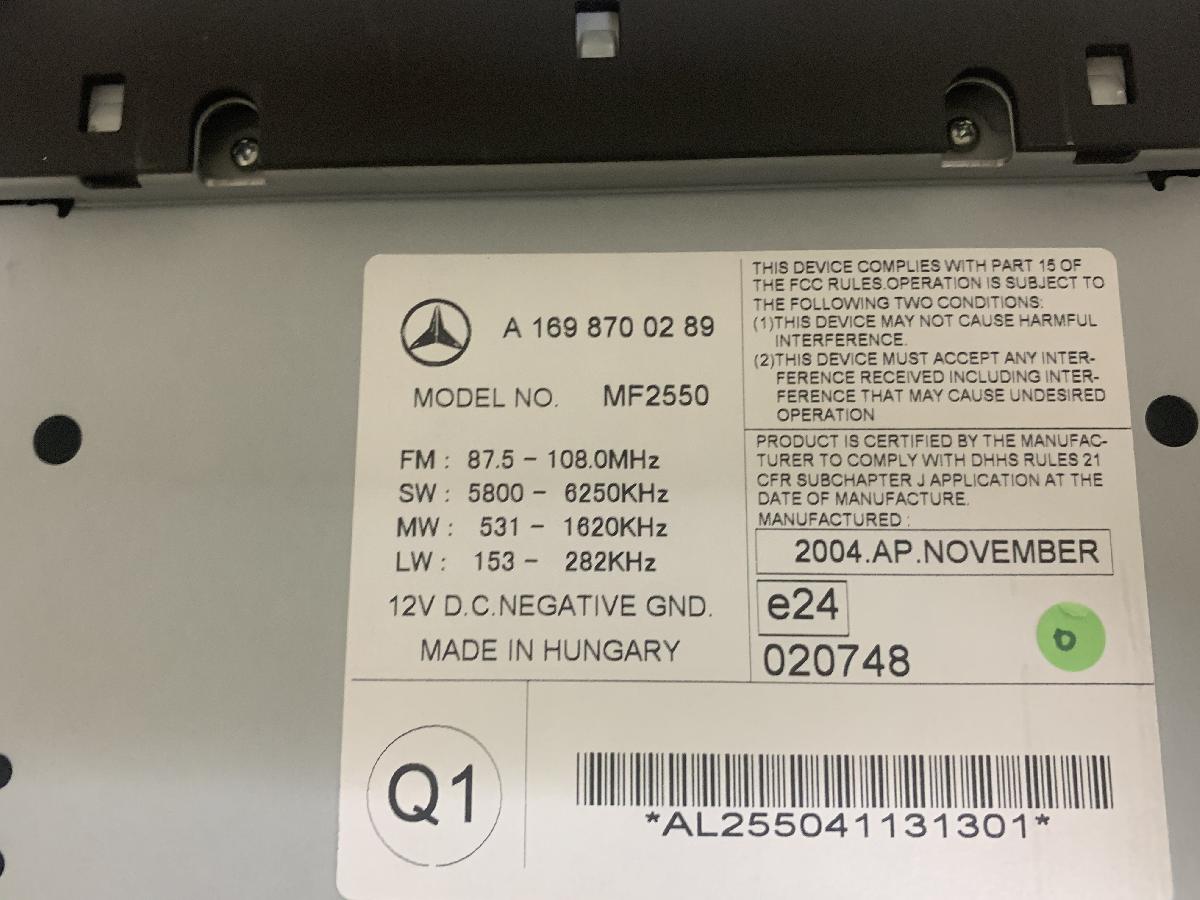 A 169 870 02 89
MODEL NO. MF2550
FM : 87.5 - 108.0MHz
SW : 5800 - 6250KHz
MW : 531 - 1620KHz
LW : 153 - 282KHz
12V D.C.NEGATIVE GND.
MADE IN HUNGARY
THIS DEVICE COMPLIES WITH PART 15 OF
THE FCC RULES.OPERATION IS SUBJECT TO
THE FOLLOWING TWO CONDITIONS:
(1)THIS DEVICE MAY NOT CAUSE HARMFUL
INTERFERENCE.
(2)THIS DEVICE MUST ACCEPT ANY INTER-
FERENCE RECEIVED INCLUDING INTER-
FERENCE THAT MAY CAUSE UNDESIRED
OPERATION
PRODUCT IS CERTIFIED BY THE MANUFAC-
TURER TO COMPLY WITH DHHS RULES 21
CFR SUBCHAPTER J APPLICATION AT THE
DATE OF MANUFACTURE.
MANUFACTURED :
2004.AP.NOVEMBER
e24
020748
Q1
*AL255041131301*